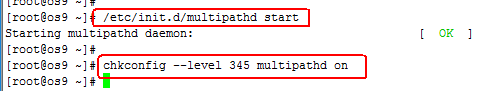 [root@os9 ~]#
[root@os9 ~]# /etc/init.d/multipathd start
Starting multipathd daemon: [ OK ]
[root@os9 ~]#
[root@os9 ~]# chkconfig --level 345 multipathd on
[root@os9 ~]#